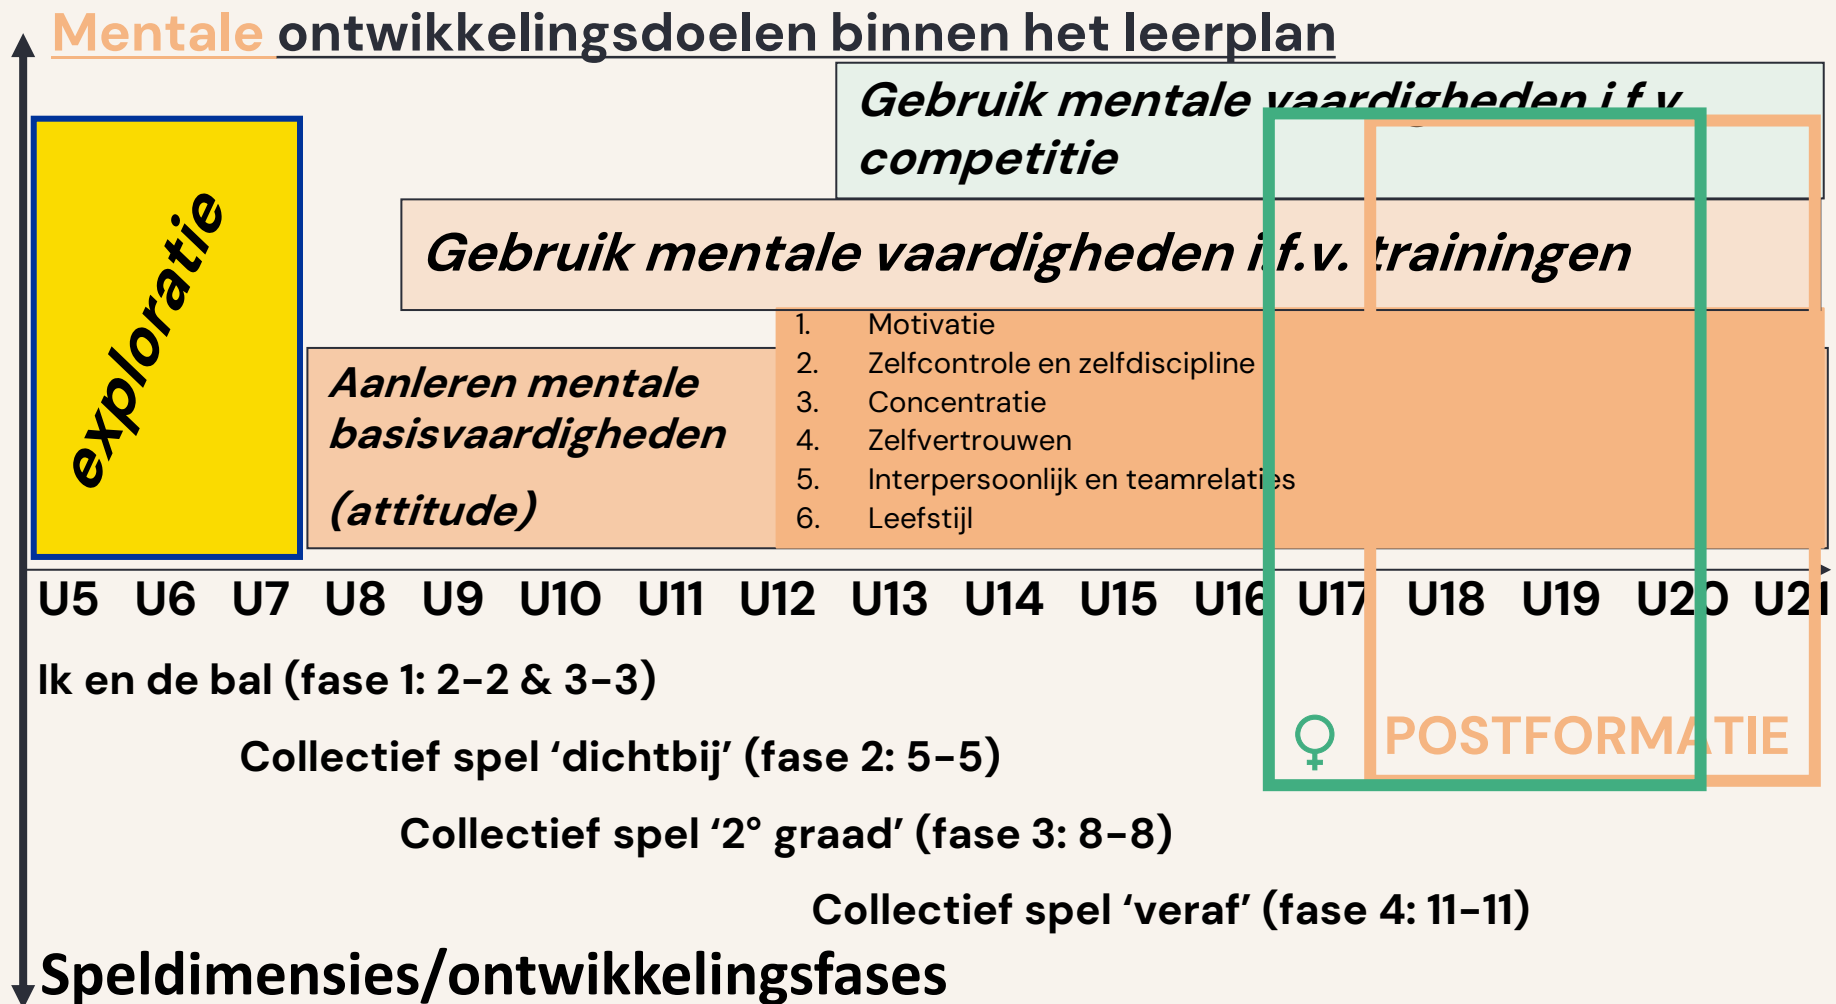 Mentale ontwikkelingsdoelen binnen het leerplan
Gebruik mentale vaardigheden i.f.v.
competitie
exploratie
Gebruik mentale vaardigheden i.f.v. trainingen
Aanleren mentale
basisvaardigheden
(attitude)
1. Motivatie
2. Zelfcontrole en zelfdiscipline
3. Concentratie
4. Zelfvertrouwen
5. Interpersoonlijk en teamrelaties
6. Leefstijl
U5 U6 U7 U8 U9 U10 U11 U12 U13 U14 U15 U16 U17 U18 U19 U20 U21
Ik en de bal (fase 1: 2-2 & 3-3)
♀ POSTFORMATIE
Collectief spel ‘dichtbij’ (fase 2: 5-5)
Collectief spel ‘2° graad’ (fase 3: 8-8)
Collectief spel ‘veraf’ (fase 4: 11-11)
Speldimensies/ontwikkelingsfases